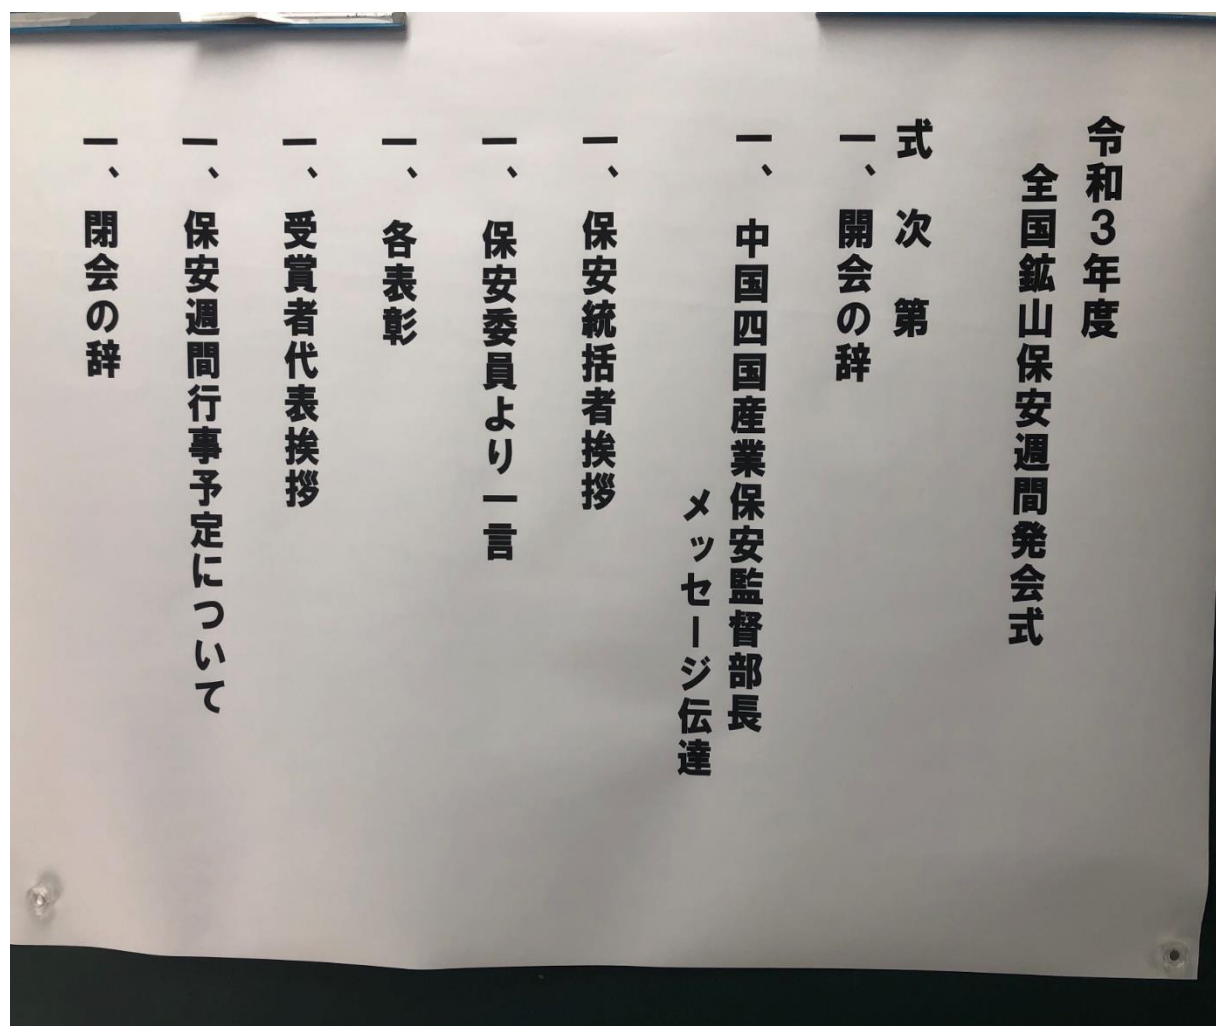 令和3年度
全国鉱山保安週間発会式
式次第
一、開会の辞
一、中国四国産業保安監督部長
メッセージ伝達
一、保安統括者挨拶
一、保安委員より一言
一、各表彰
一、受賞者代表挨拶
一、保安週間行事予定について
一、閉会の辞